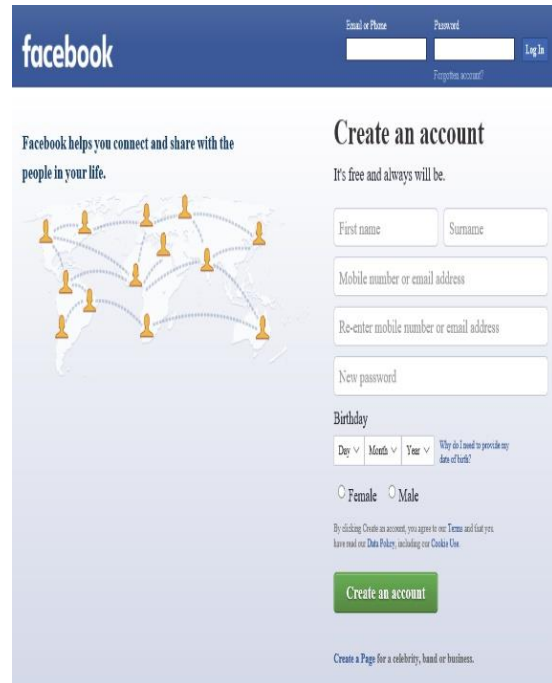 facebook
Email or Phone
Password
Log In
Forgotten account?
Facebook helps you connect and share with the
people in your life.
Create an account
It's free and always will be.
First name
Surname
Mobile number or email address
Re-enter mobile number or email address
New password
Birthday
Day Month Year
Why do I need to provide my
date of birth?
Female Male
By clicking Create an account, you agree to our Terms and that you
have read our Data Policy, including our Cookie Use.
Create an account
Create a Page for a celebrity, band or business.